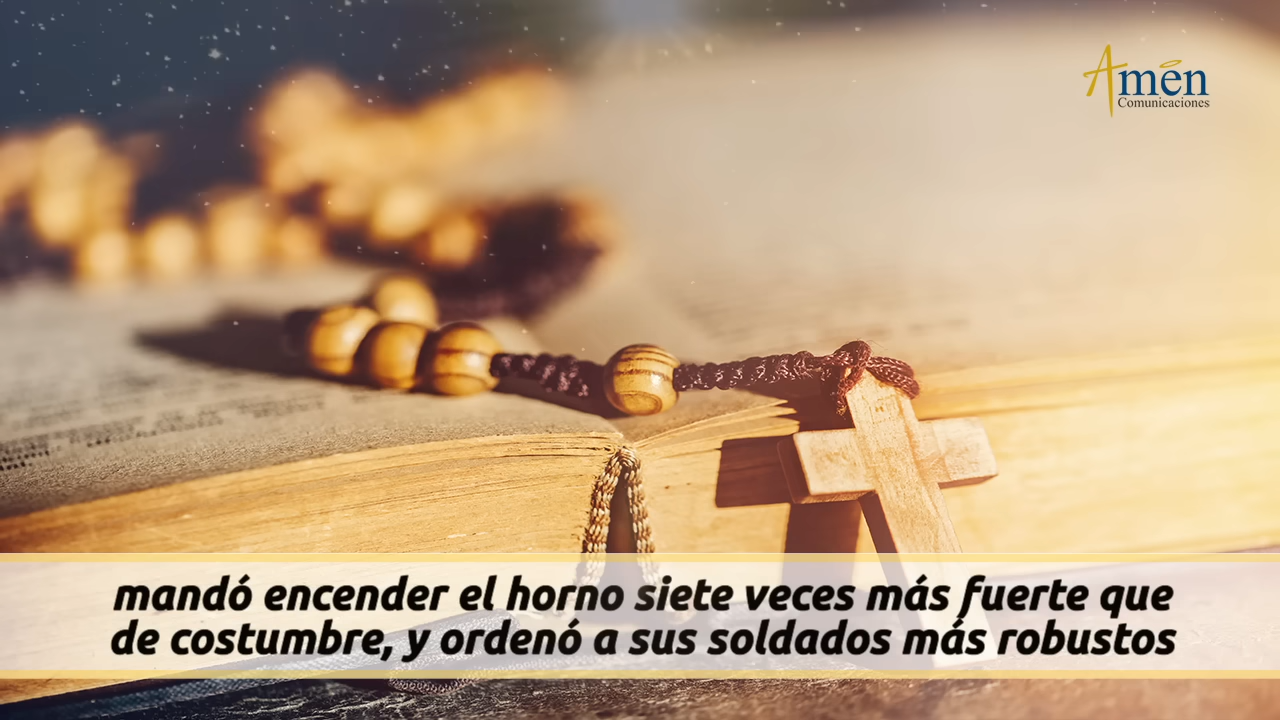 Amén
Comunicaciones
mandó encender el horno siete veces más fuerte que
de costumbre, y ordenó a sus soldados más robustos